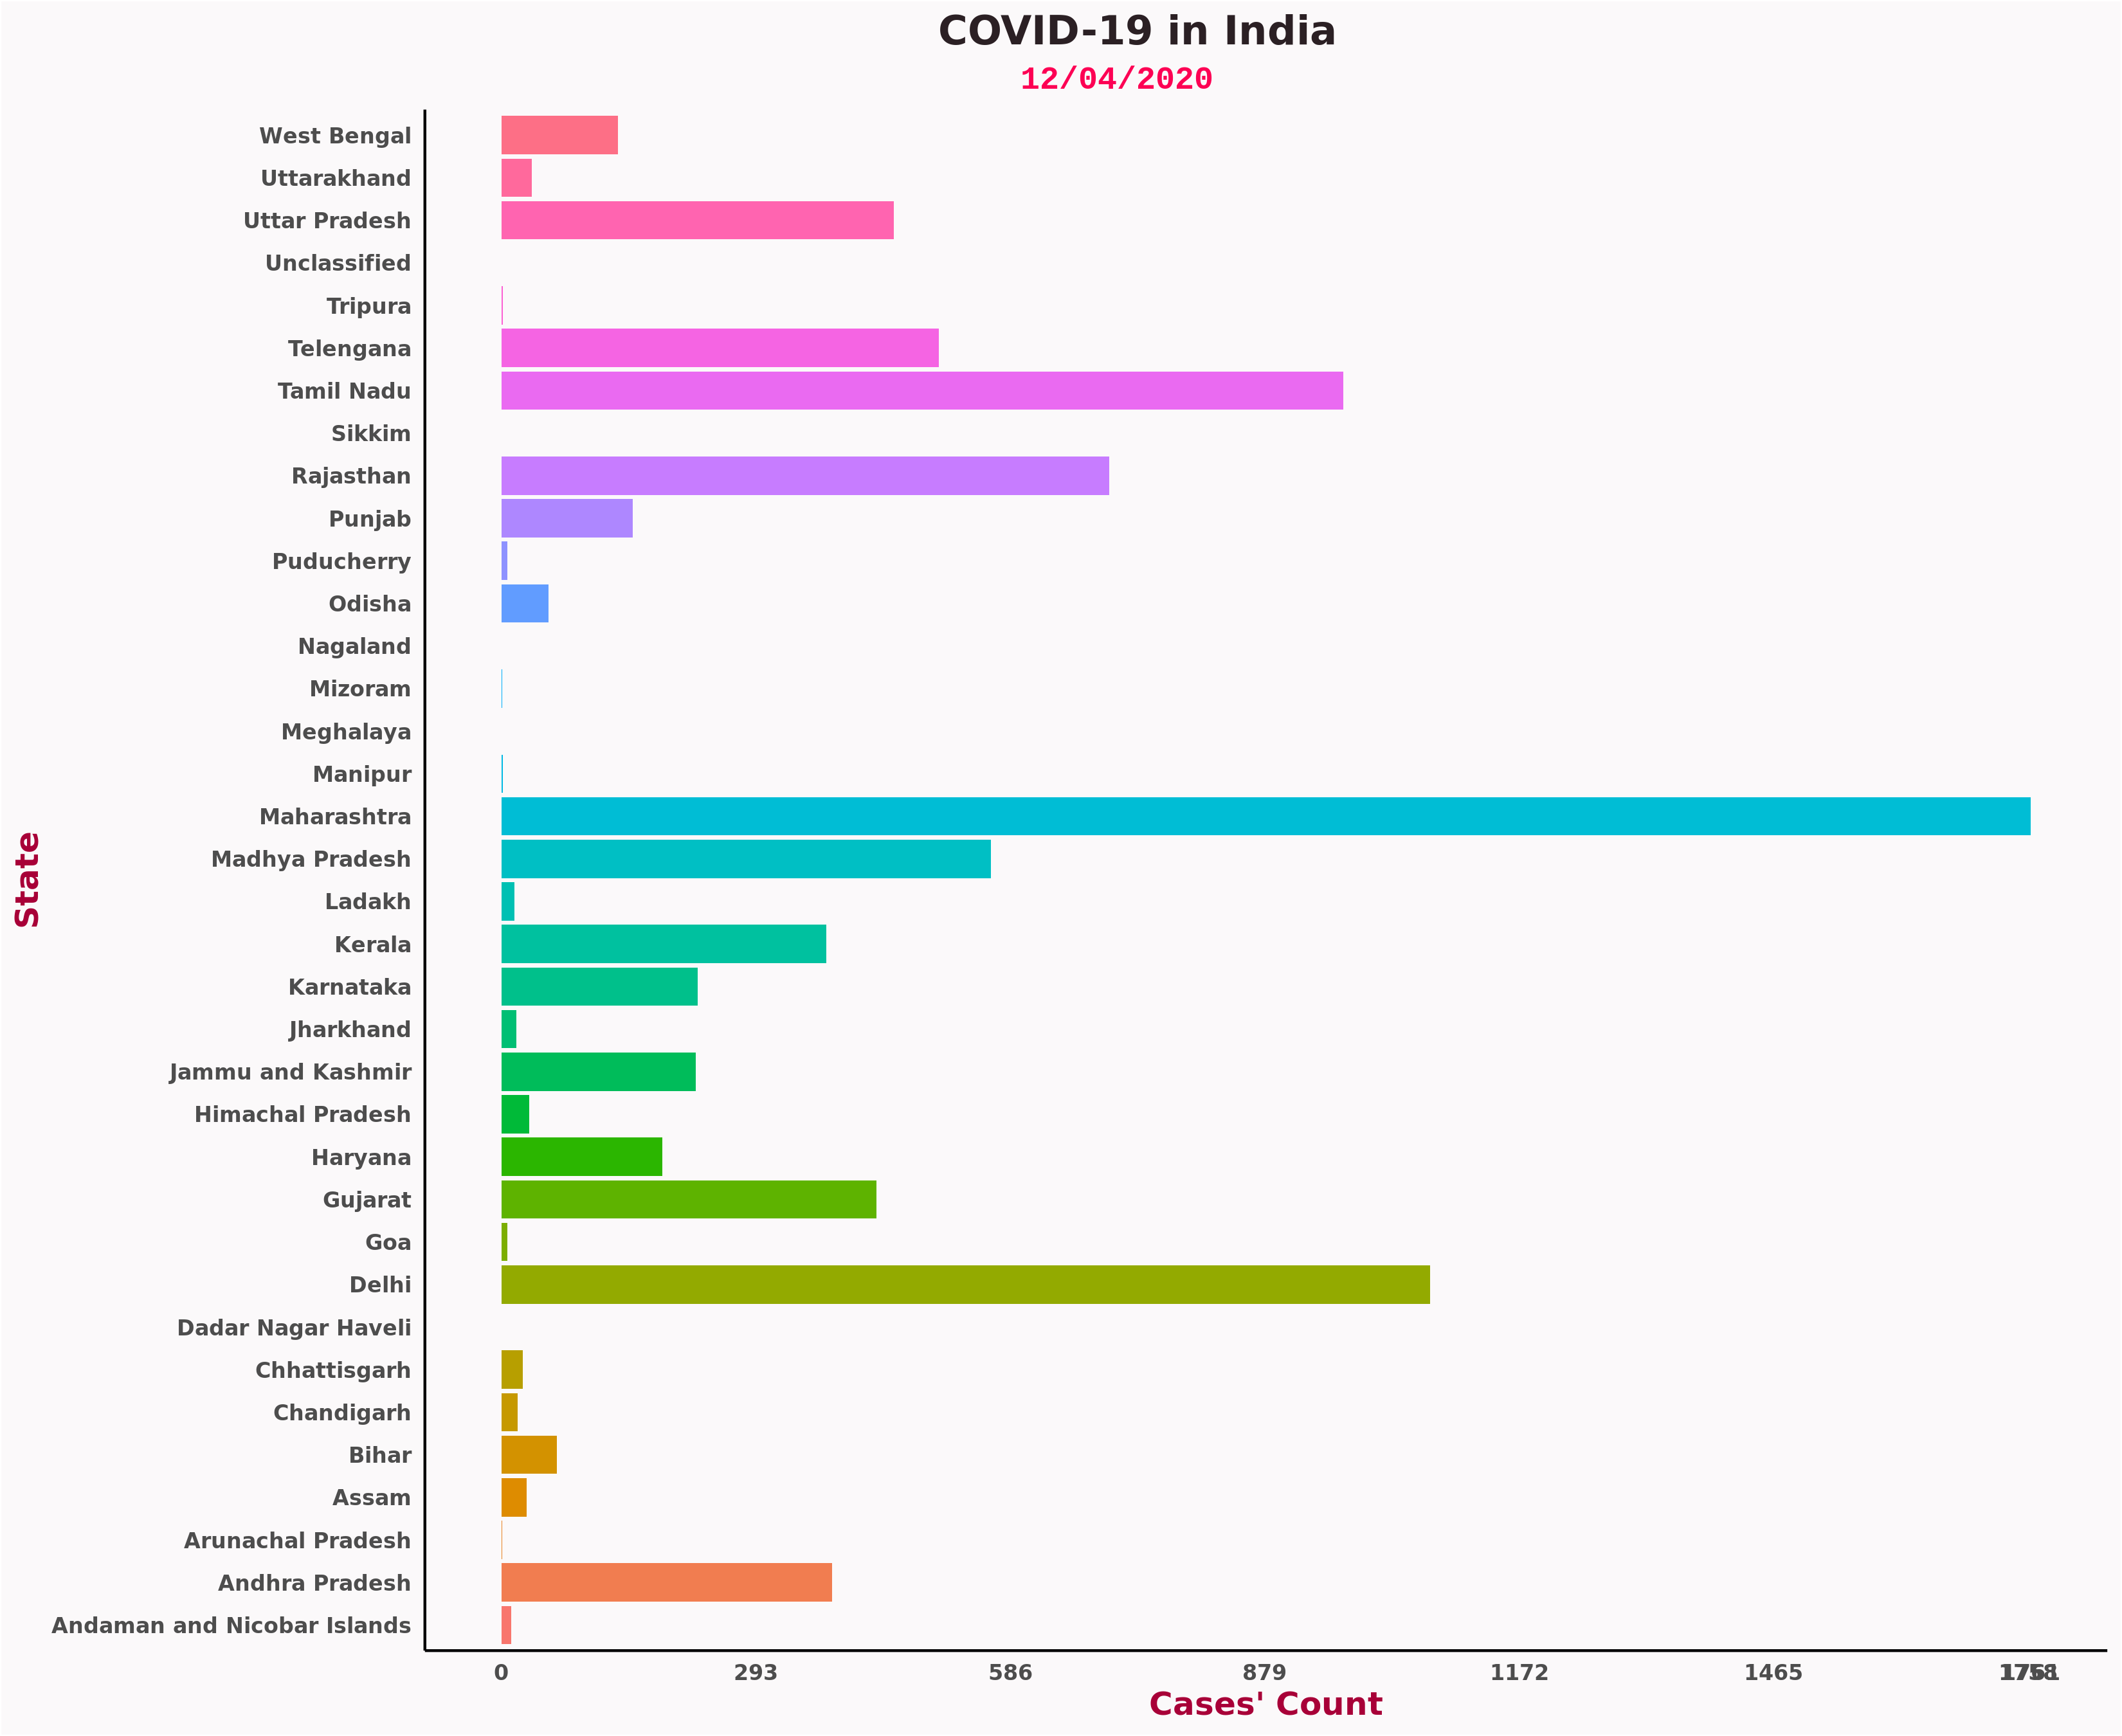 COVID-19 in India
12/04/2020
West Bengal
Uttarakhand
Uttar Pradesh
Unclassified
Tripura
Telengana
Tamil Nadu
Sikkim
Rajasthan
Punjab
Puducherry
Odisha
Nagaland
Mizoram
Meghalaya
Manipur
Maharashtra
Madhya Pradesh
Ladakh
Kerala
Karnataka
Jharkhand
Jammu and Kashmir
Himachal Pradesh
Haryana
Gujarat
Goa
Delhi
Dadar Nagar Haveli
Chhattisgarh
Chandigarh
Bihar
Assam
Arunachal Pradesh
Andhra Pradesh
Andaman and Nicobar Islands
State
0 293 586 879 1172 1465 1758 1761
Cases' Count